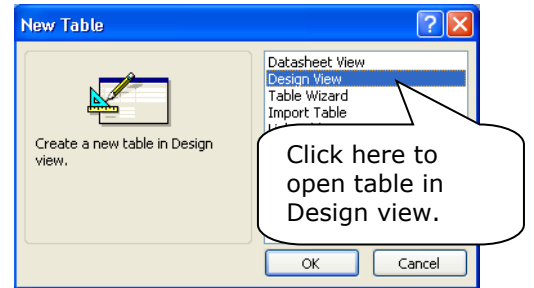 New Table
Datasheet View
Design View
Table Wizard
Import Table
Create a new table in Design
view.
Click here to
open table in
Design view.
OK
Cancel